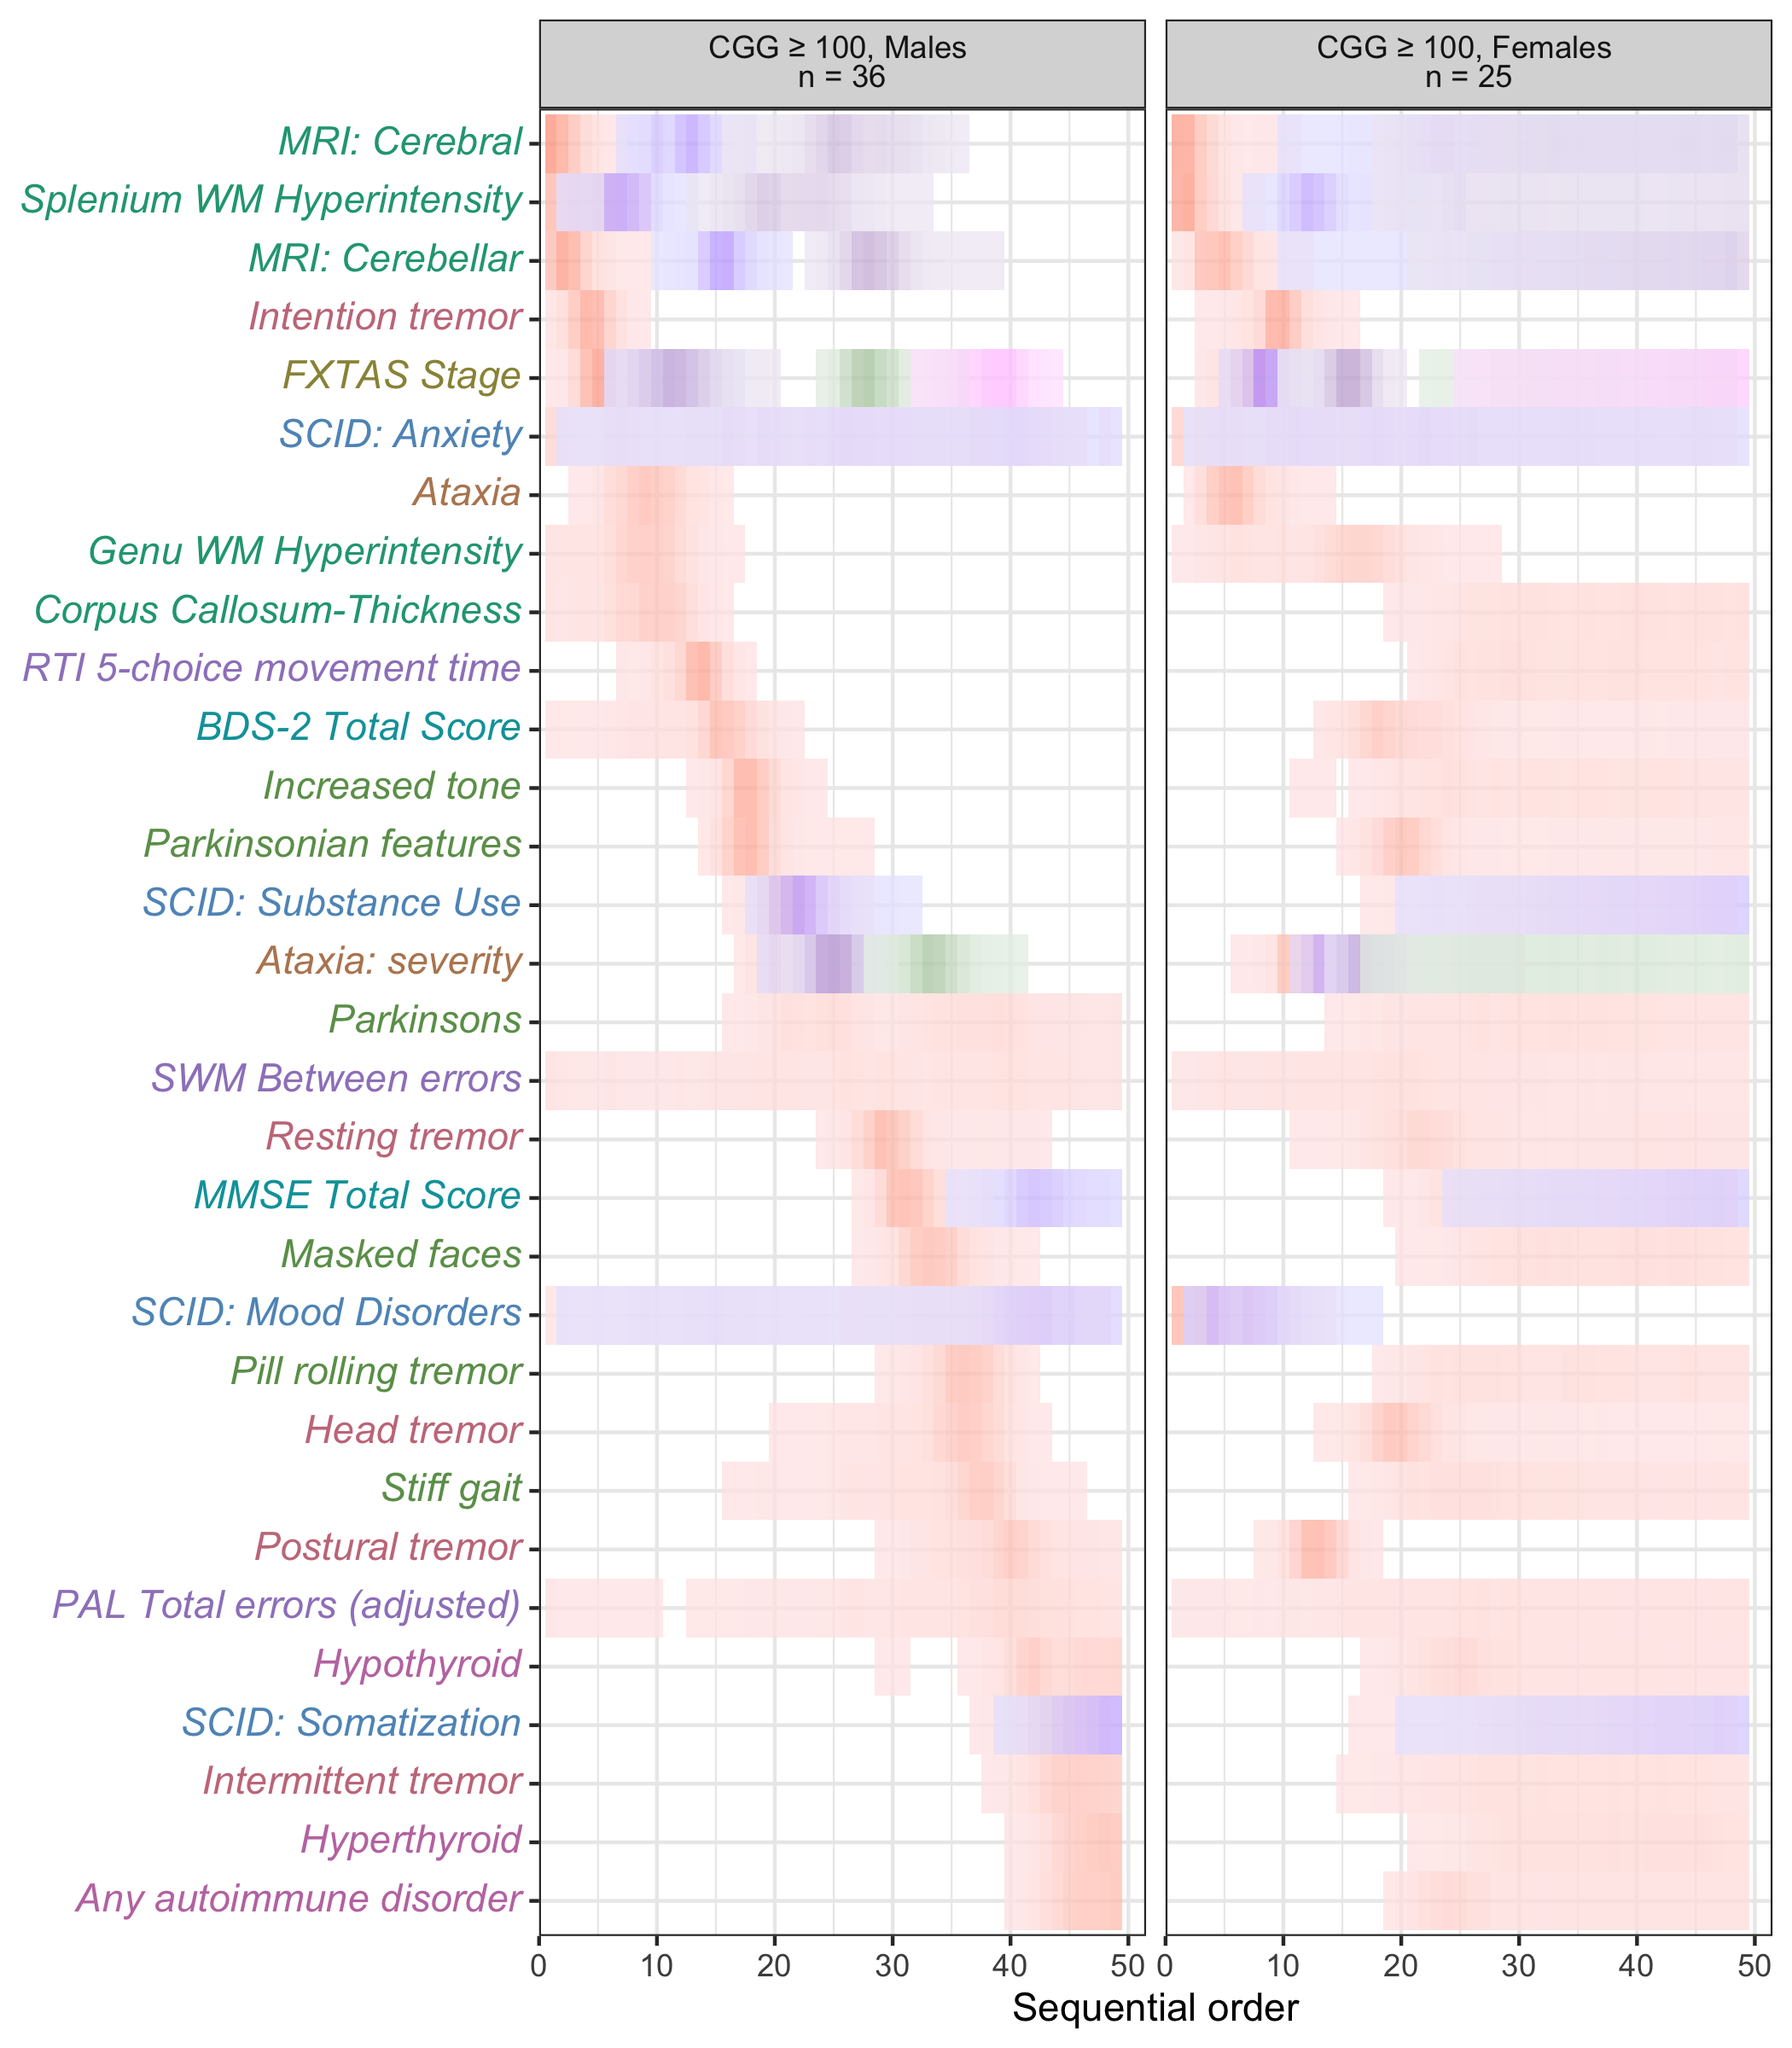 CGG ≥ 100, Males
n = 36
CGG ≥ 100, Females
n = 25
MRI: Cerebral
Splenium WM Hyperintensity
MRI: Cerebellar
Intention tremor
FXTAS Stage
SCID: Anxiety
Ataxia
Genu WM Hyperintensity
Corpus Callosum-Thickness
RTI 5-choice movement time
BDS-2 Total Score
Increased tone
Parkinsonian features
SCID: Substance Use
Ataxia: severity
Parkinsons
SWM Between errors
Resting tremor
MMSE Total Score
Masked faces
SCID: Mood Disorders
Pill rolling tremor
Head tremor
Stiff gait
Postural tremor
PAL Total errors (adjusted)
Hypothyroid
SCID: Somatization
Intermittent tremor
Hyperthyroid
Any autoimmune disorder
0 10 20 30 40 50
0 10 20 30 40 50
Sequential order